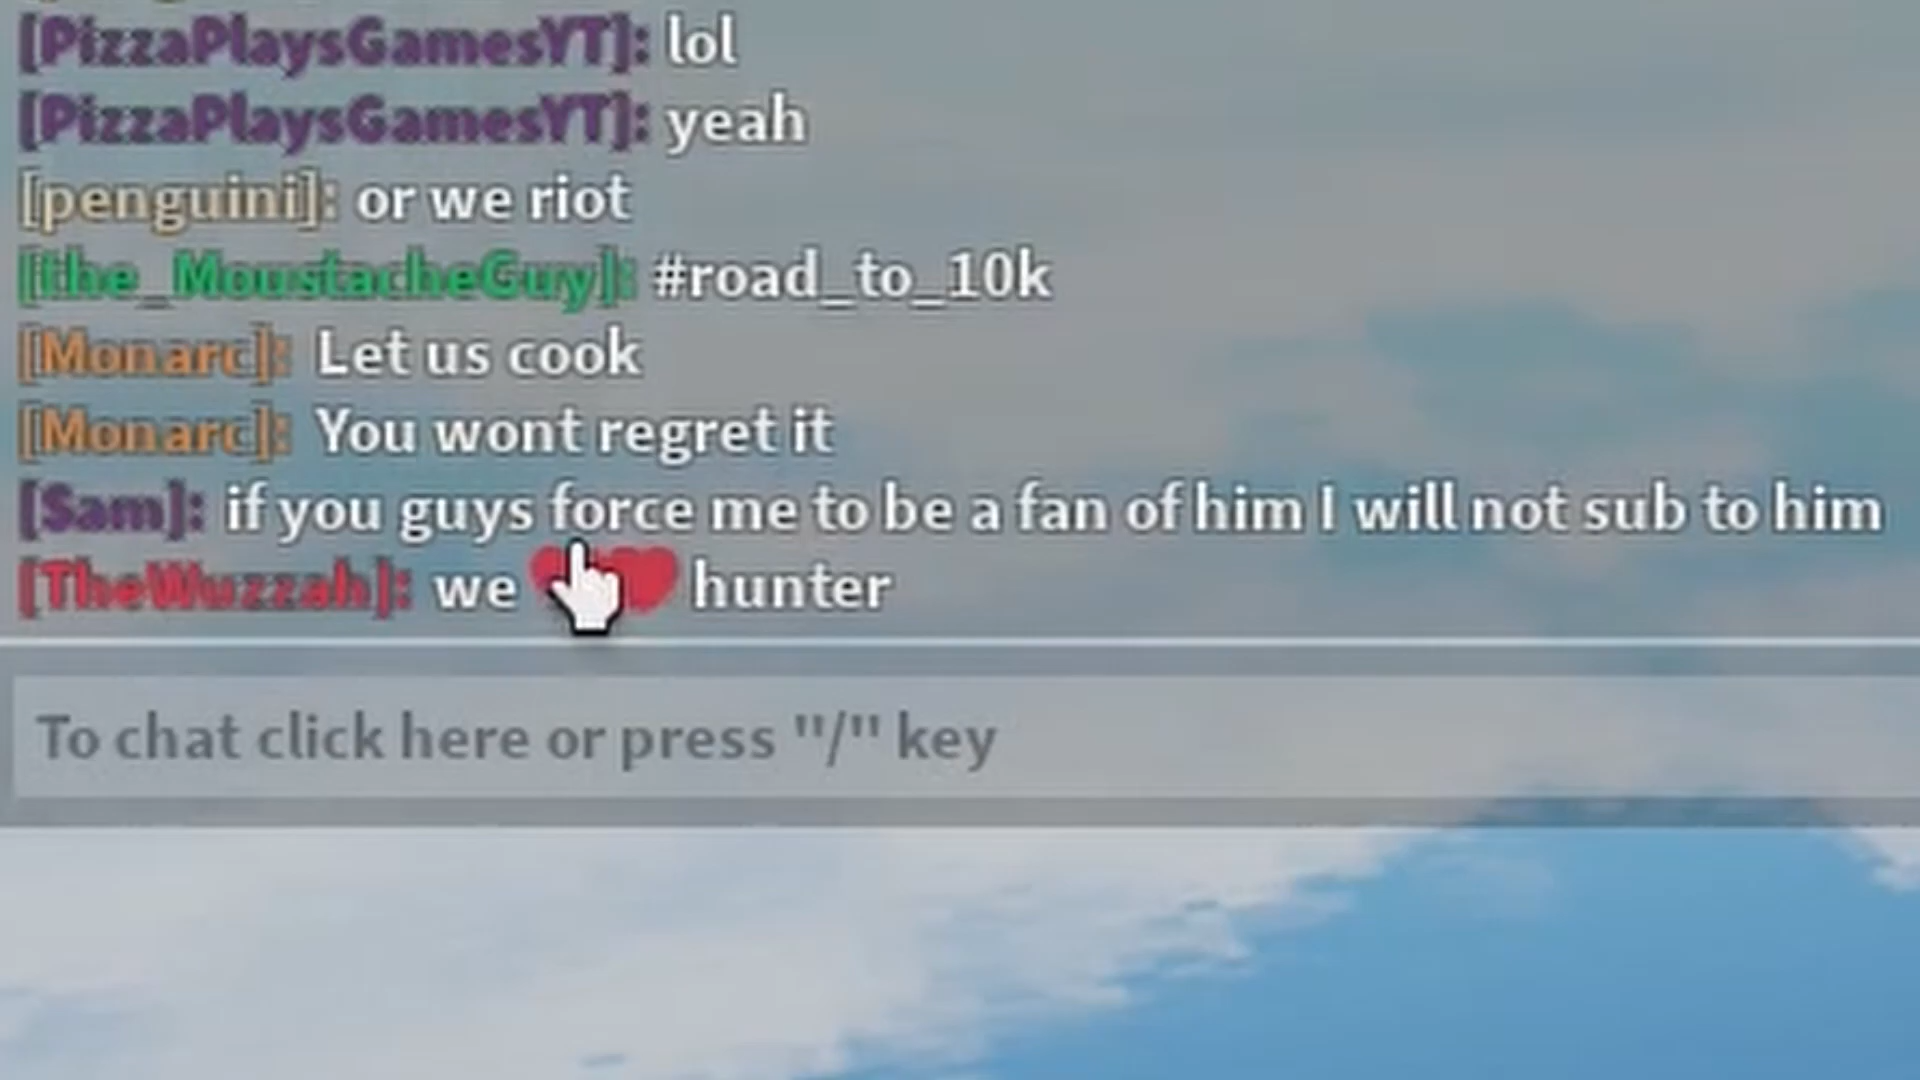 [PizzaPlaysGamesYT]: lol
[PizzaPlaysGamesYT]: yeah
[penguini]: or we riot
[the_MoustacheGuy]: #road_to_10k
[Monarc]: Let us cook
[Monarc]: You wont regret it
[Sam]: if you guys force me to be a fan of him I will not sub to him
[TheWuzzah]: we ❤️❤️ hunter
To chat click here or press "/" key